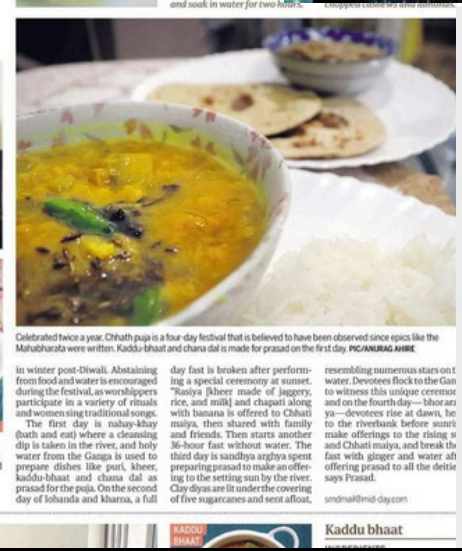 and soak in water for two hours.
chopped cashews and almonds.
Celebrated twice a year, Chhath puja is a four-day festival that is believed to have been observed since epics like the
Mahabharata were written. Kaddu-bhaat and chana dal is made for prasad on the first day. PIC/ANURAG AHIRE
in winter post-Diwali. Abstaining
from food and water is encouraged
during the festival, as worshippers
participate in a variety of rituals
and women sing traditional songs.
The first day is nahay-khay
(bath and eat) where a cleansing
dip is taken in the river, and holy
water from the Ganga is used to
prepare dishes like puri, kheer,
kaddu-bhaat and chana dal as
prasad for the puja. On the second
day of lohanda and kharna, a full
day fast is broken after perform-
ing a special ceremony at sunset.
"Rasiya [kheer made of jaggery,
rice, and milk] and chapati along
with banana is offered to Chhati
maiya, then shared with family
and friends. Then starts another
36-hour fast without water. The
third day is sandhya arghya spent
preparing prasad to make an offer-
ing to the setting sun by the river.
Clay diyas are lit under the covering
of five sugarcanes and sent afloat,
resembling numerous stars on t
water. Devotees flock to the Gan
to witness this unique ceremon
and on the fourth day— bhor ara
ya—devotees rise at dawn, he
to the riverbank before sunris
make offerings to the rising s
and Chhati maiya, and break the
fast with ginger and water aft
offering prasad to all the deitie
says Prasad.
smdmail@mid-day.com
KADDU
BHAAT
Kaddu bhaat
INGREDIENTS